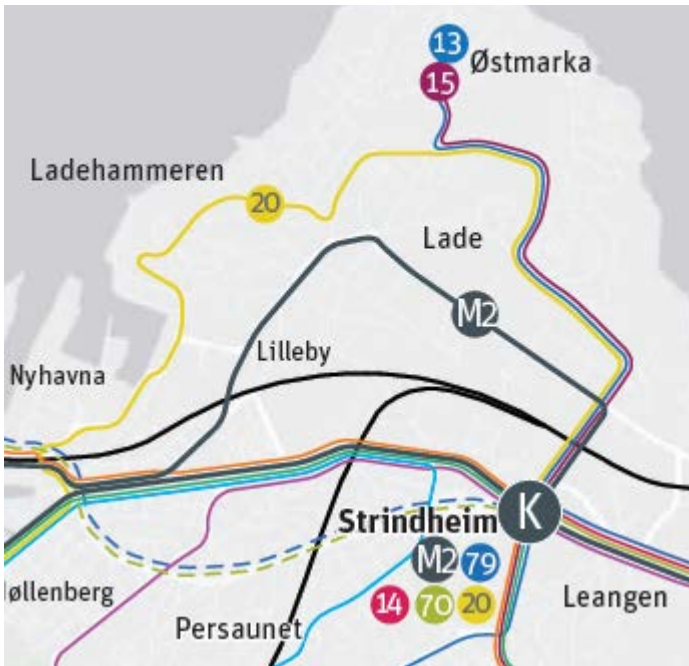 13
Østmarka
15
Ladehammeren
20
Lade
M2
Lilleby
Nyhavna
K
Strindheim
M2 79
14 70 20
Leangen
Persaunet